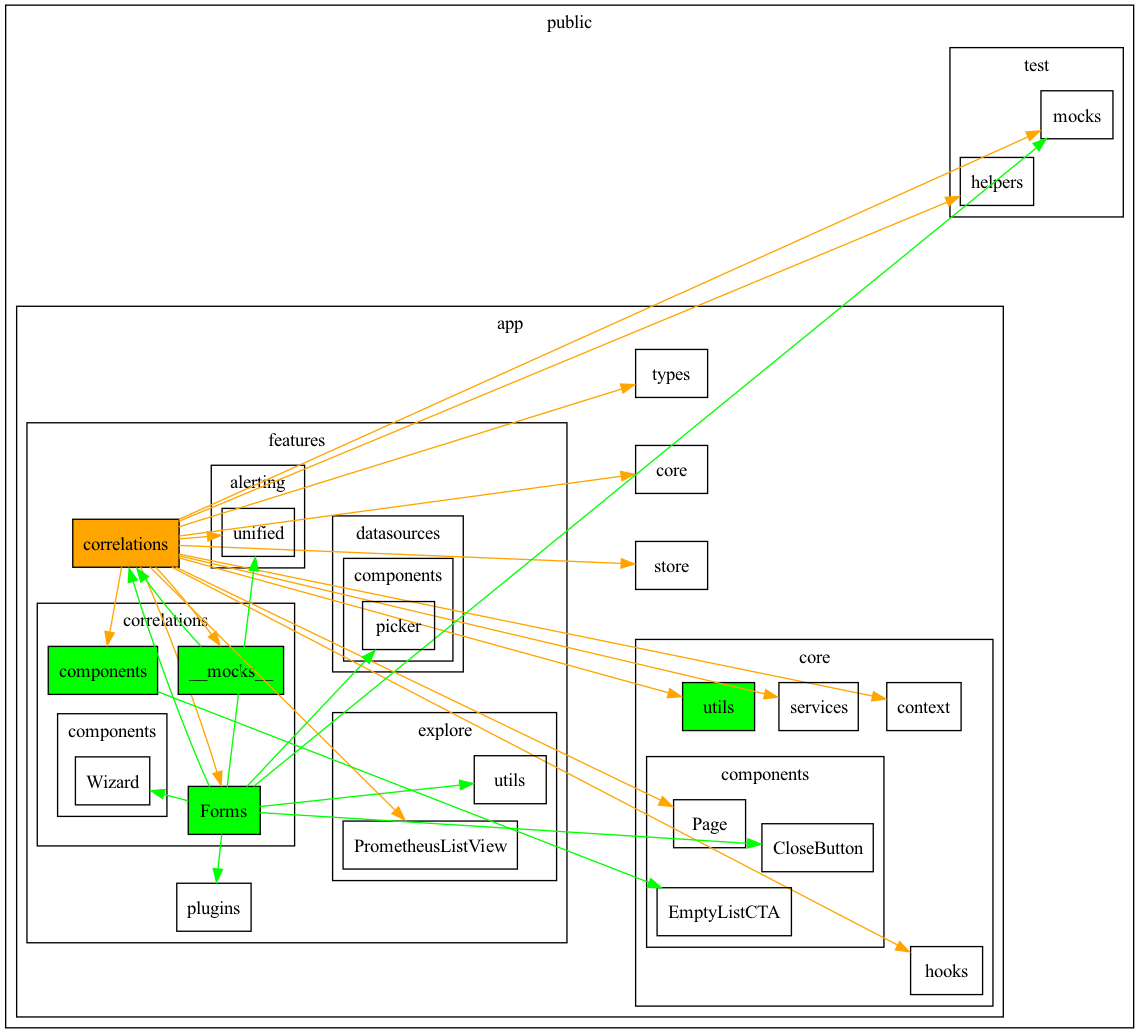 public
test
mocks
helpers
app
types
features
core
alerting
unified
correlations
datasources
store
components
picker
correlations
components
__mocks__
core
utils
services
context
components
Wizard
explore
utils
components
Forms
Page
PrometheusListView
CloseButton
plugins
EmptyListCTA
hooks